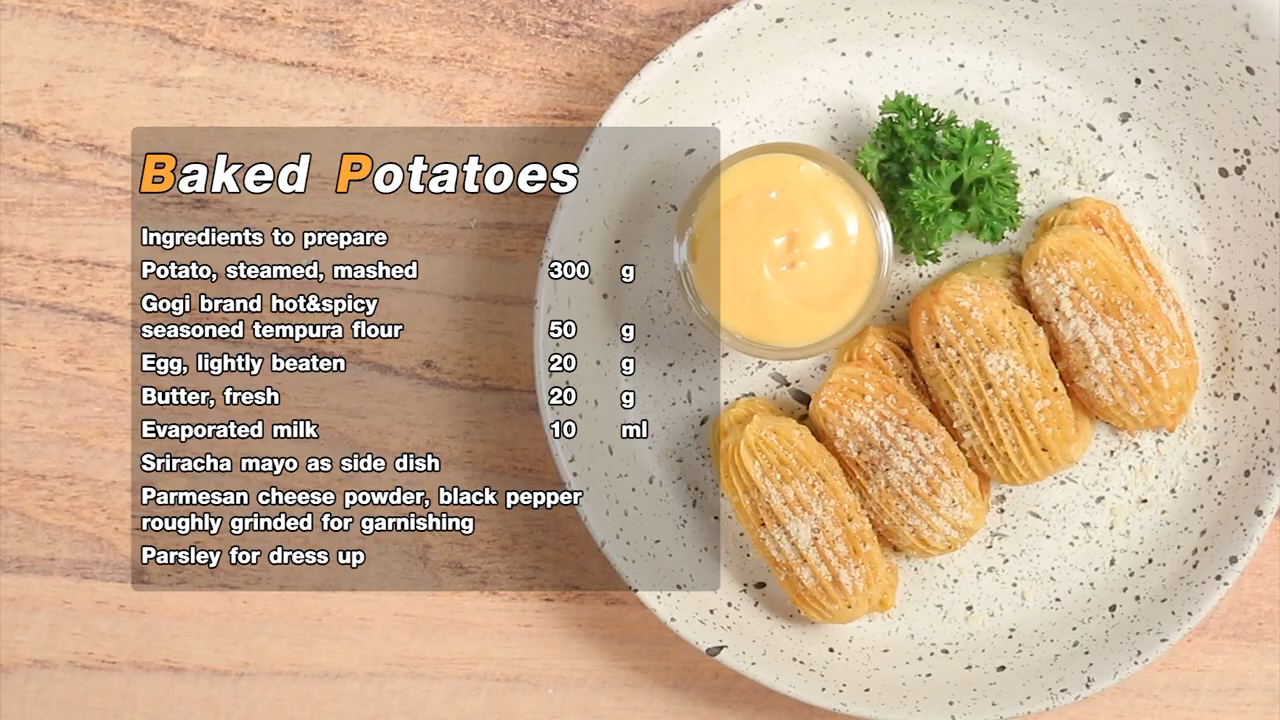 Baked Potatoes
Ingredients to prepare
Potato, steamed, mashed 300 g
Gogi brand hot&spicy
seasoned tempura flour 50 g
Egg, lightly beaten 20 g
Butter, fresh 20 g
Evaporated milk 10 ml
Sriracha mayo as side dish
Parmesan cheese powder, black pepper
roughly grinded for garnishing
Parsley for dress up